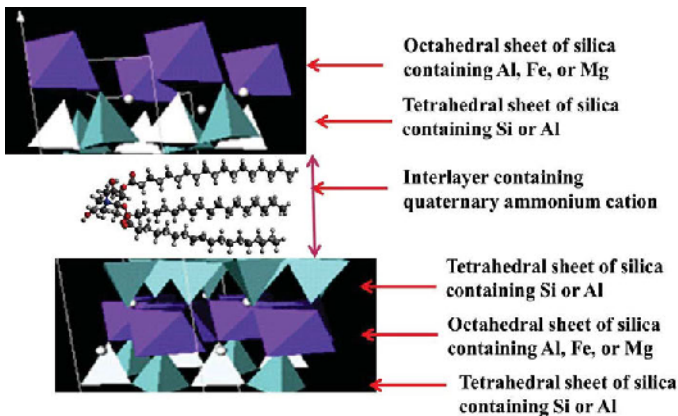 Octahedral sheet of silica
containing Al, Fe, or Mg
Tetrahedral sheet of silica
containing Si or Al
Interlayer containing
quaternary ammonium cation
Tetrahedral sheet of silica
containing Si or Al
Octahedral sheet of silica
containing Al, Fe, or Mg
Tetrahedral sheet of silica
containing Si or Al